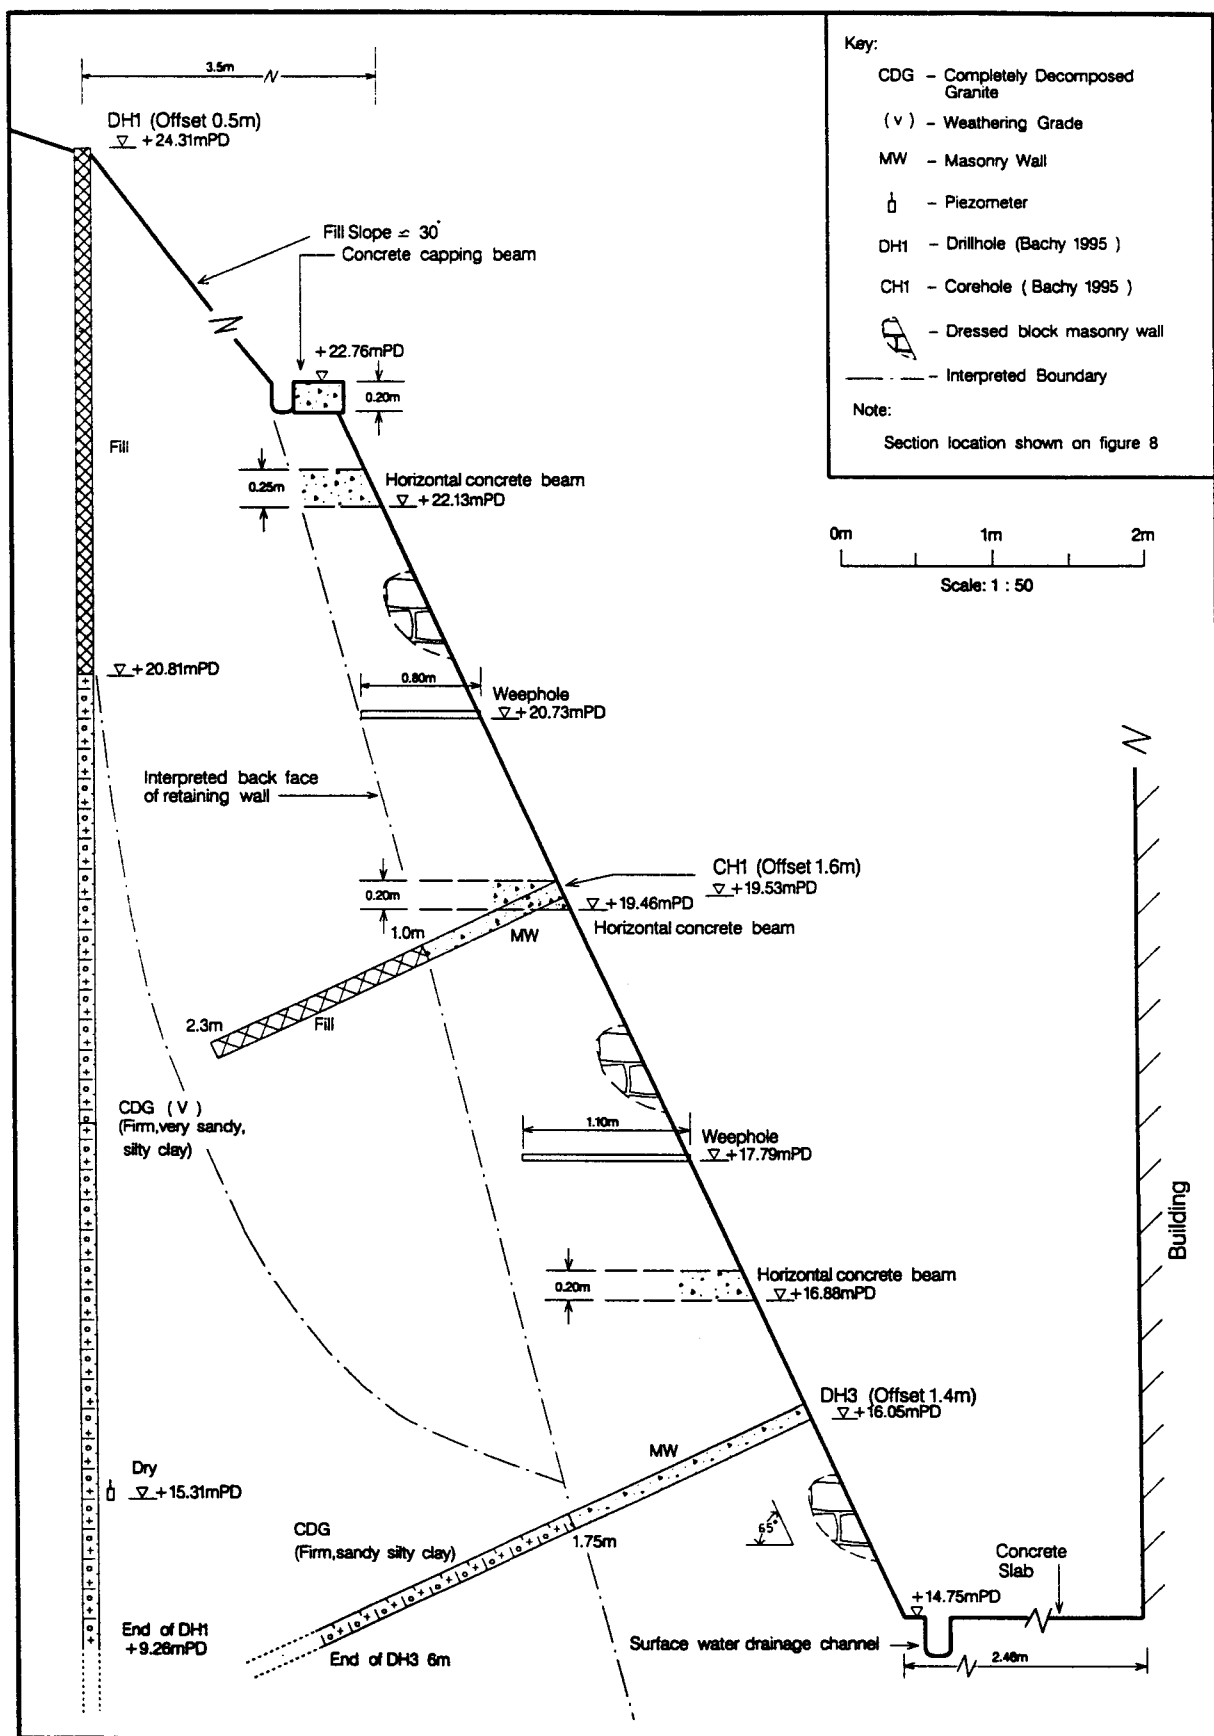 3.5m
DH1 (Offset 0.5m)
+24.31mPD
Fill Slope ≃ 30°
Concrete capping beam
+22.76mPD
0.20m
Fill
0.25m
Horizontal concrete beam
+22.13mPD
+20.81mPD
0.80m
Weephole
+20.73mPD
Interpreted back face
of retaining wall
CH1 (Offset 1.6m)
+19.53mPD
0.20m
+19.46mPD
Horizontal concrete beam
1.0m
MW
2.3m
Fill
CDG (V)
(Firm,very sandy,
silty clay)
1.10m
Weephole
+17.79mPD
Building
0.20m
Horizontal concrete beam
+16.88mPD
DH3 (Offset 1.4m)
+16.05mPD
MW
Dry
+15.31mPD
CDG
(Firm,sandy silty clay)
1.75m
65°
Concrete
Slab
+14.75mPD
End of DH1
+9.26mPD
End of DH3 6m
Surface water drainage channel
2.46m
Key:
CDG - Completely Decomposed
Granite
(v) - Weathering Grade
MW - Masonry Wall
- Piezometer
DH1 - Drillhole (Bachy 1995)
CH1 - Corehole (Bachy 1995)
- Dressed block masonry wall
- Interpreted Boundary
Note:
Section location shown on figure 8
0m 1m 2m
Scale: 1 : 50